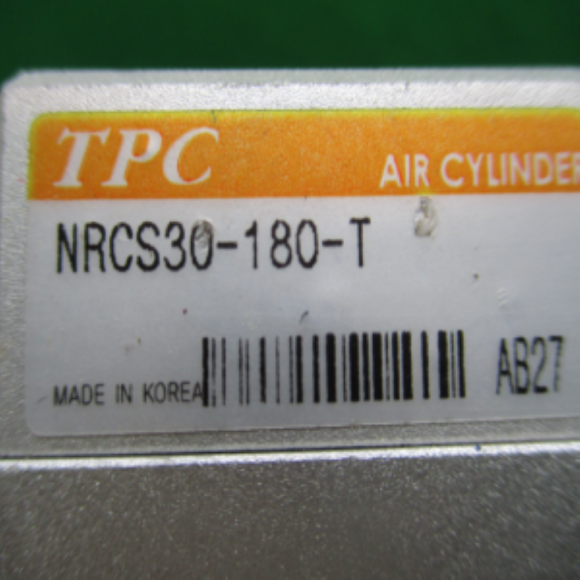 TPC
AIR CYLINDER
NRCS30-180-T
MADE IN KOREA
AB27